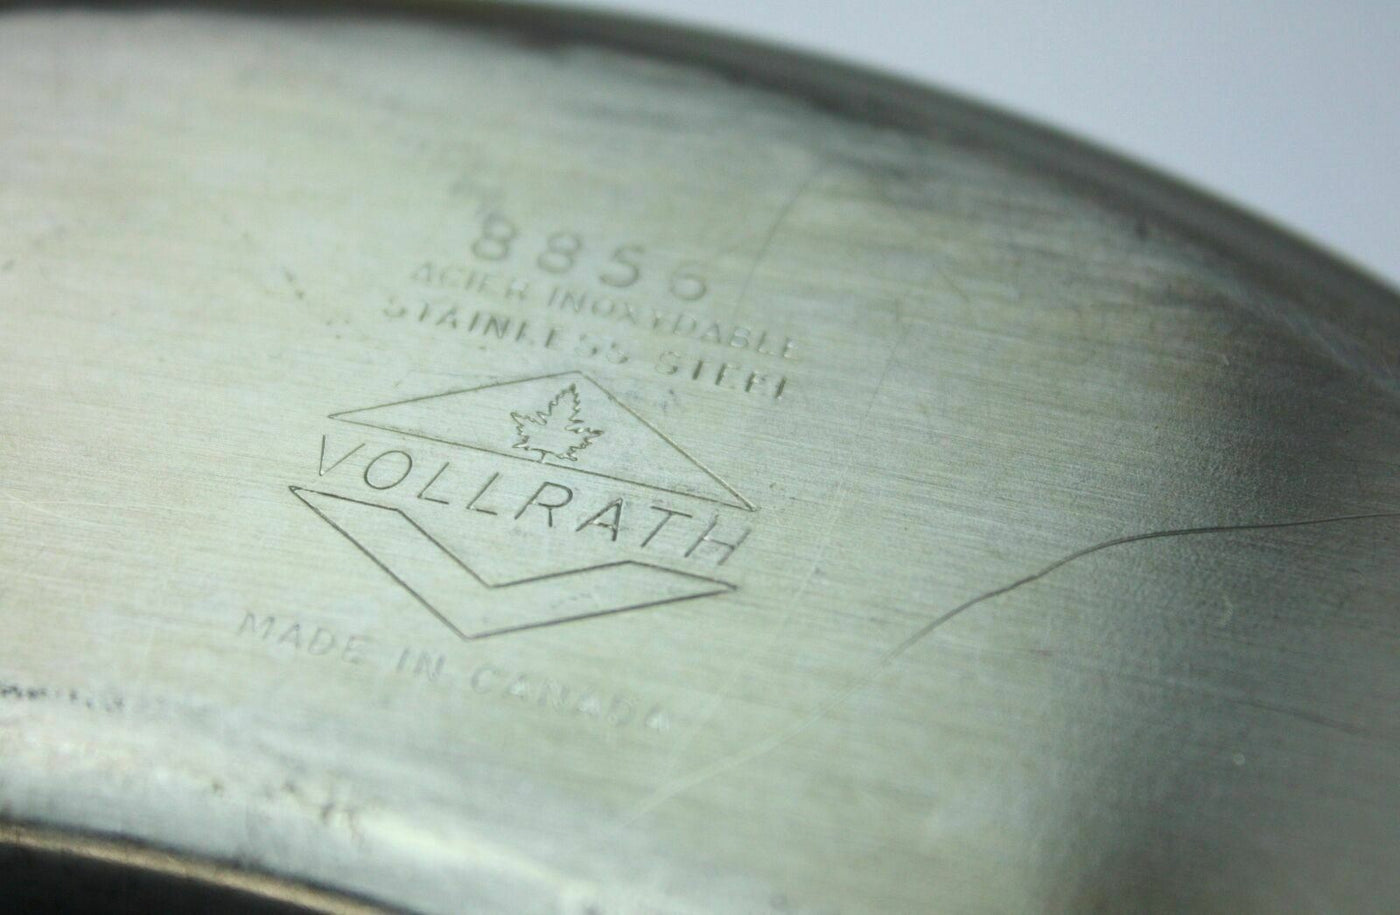 8856
ACIER INOXYDABLE
STAINLESS STEEL
VOLLRATH
MADE IN CANADA